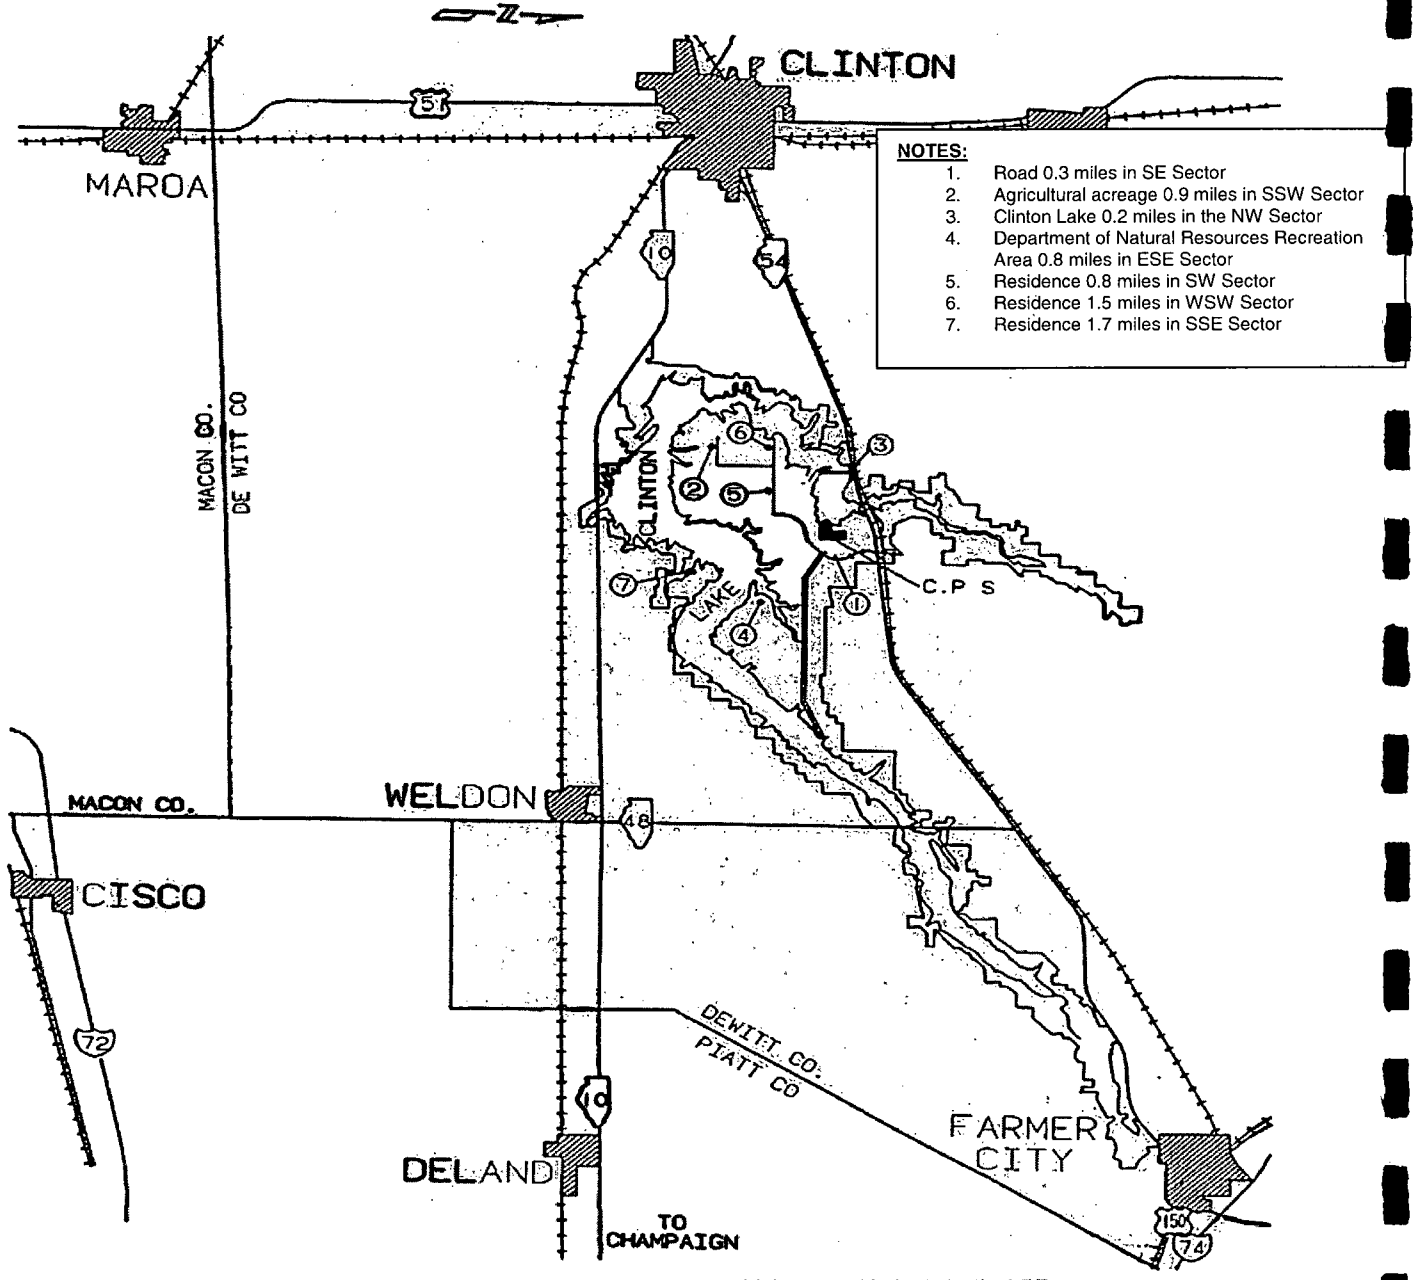 N
CLINTON
51
MAROA
NOTES:
1. Road 0.3 miles in SE Sector
2. Agricultural acreage 0.9 miles in SSW Sector
3. Clinton Lake 0.2 miles in the NW Sector
4. Department of Natural Resources Recreation
Area 0.8 miles in ESE Sector
5. Residence 0.8 miles in SW Sector
6. Residence 1.5 miles in WSW Sector
7. Residence 1.7 miles in SSE Sector
10
54
MACON CO.
DE WITT CO
6
3
CLINTON
2
5
7
LAKE
C.P S
1
4
MACON CO.
WELDON
48
CISCO
72
DEWITT CO.
PIATT CO
10
FARMER
CITY
DELAND
150
74
TO
CHAMPAIGN